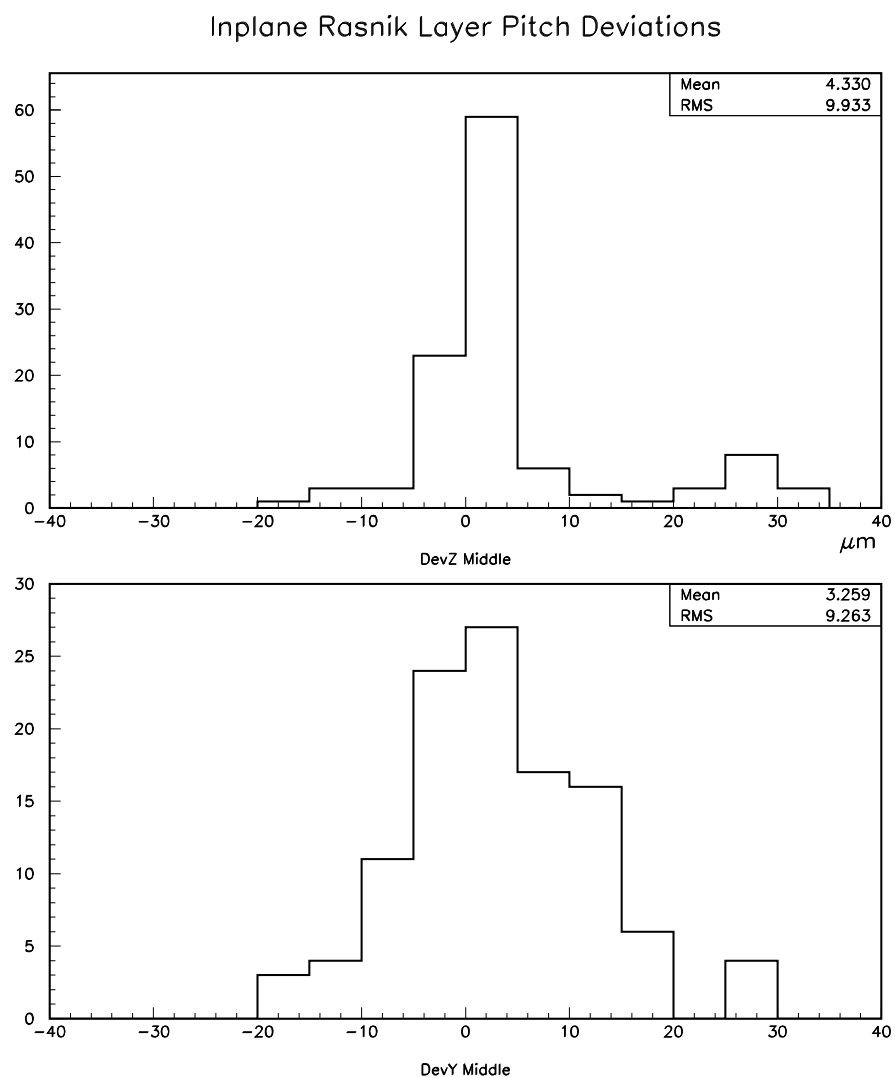 Inplane Rasnik Layer Pitch Deviations
Mean 4.330
RMS 9.933
60
50
40
30
20
10
0
-40 -30 -20 -10 0 10 20 30 40
μm
DevZ Middle
Mean 3.259
RMS 9.263
30
25
20
15
10
5
0
-40 -30 -20 -10 0 10 20 30 40
DevY Middle